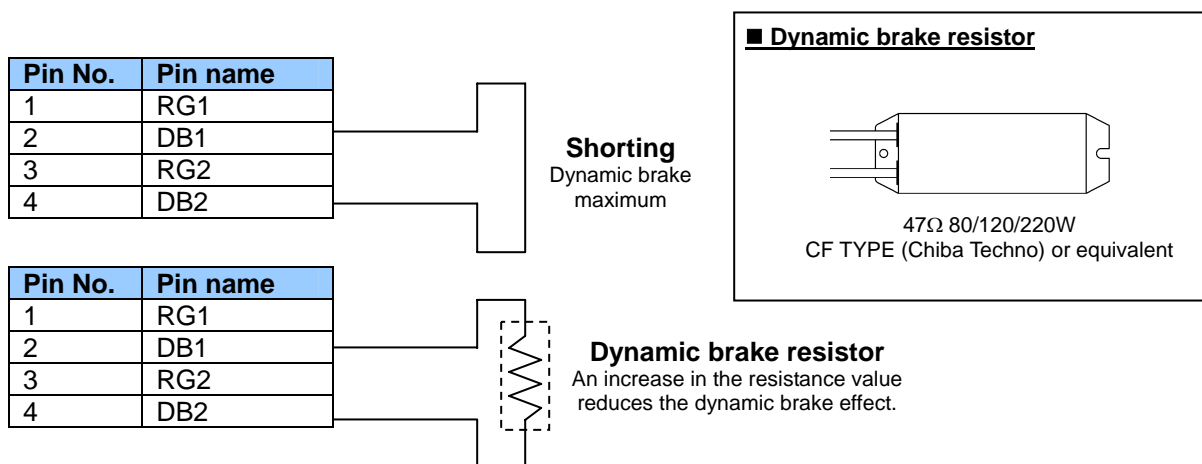 Pin No. Pin name
1 RG1
2 DB1
3 RG2
4 DB2
Shorting
Dynamic brake
maximum
■ Dynamic brake resistor
47Ω 80/120/220W
CF TYPE (Chiba Techno) or equivalent
Pin No. Pin name
1 RG1
2 DB1
3 RG2
4 DB2
Dynamic brake resistor
An increase in the resistance value
reduces the dynamic brake effect.